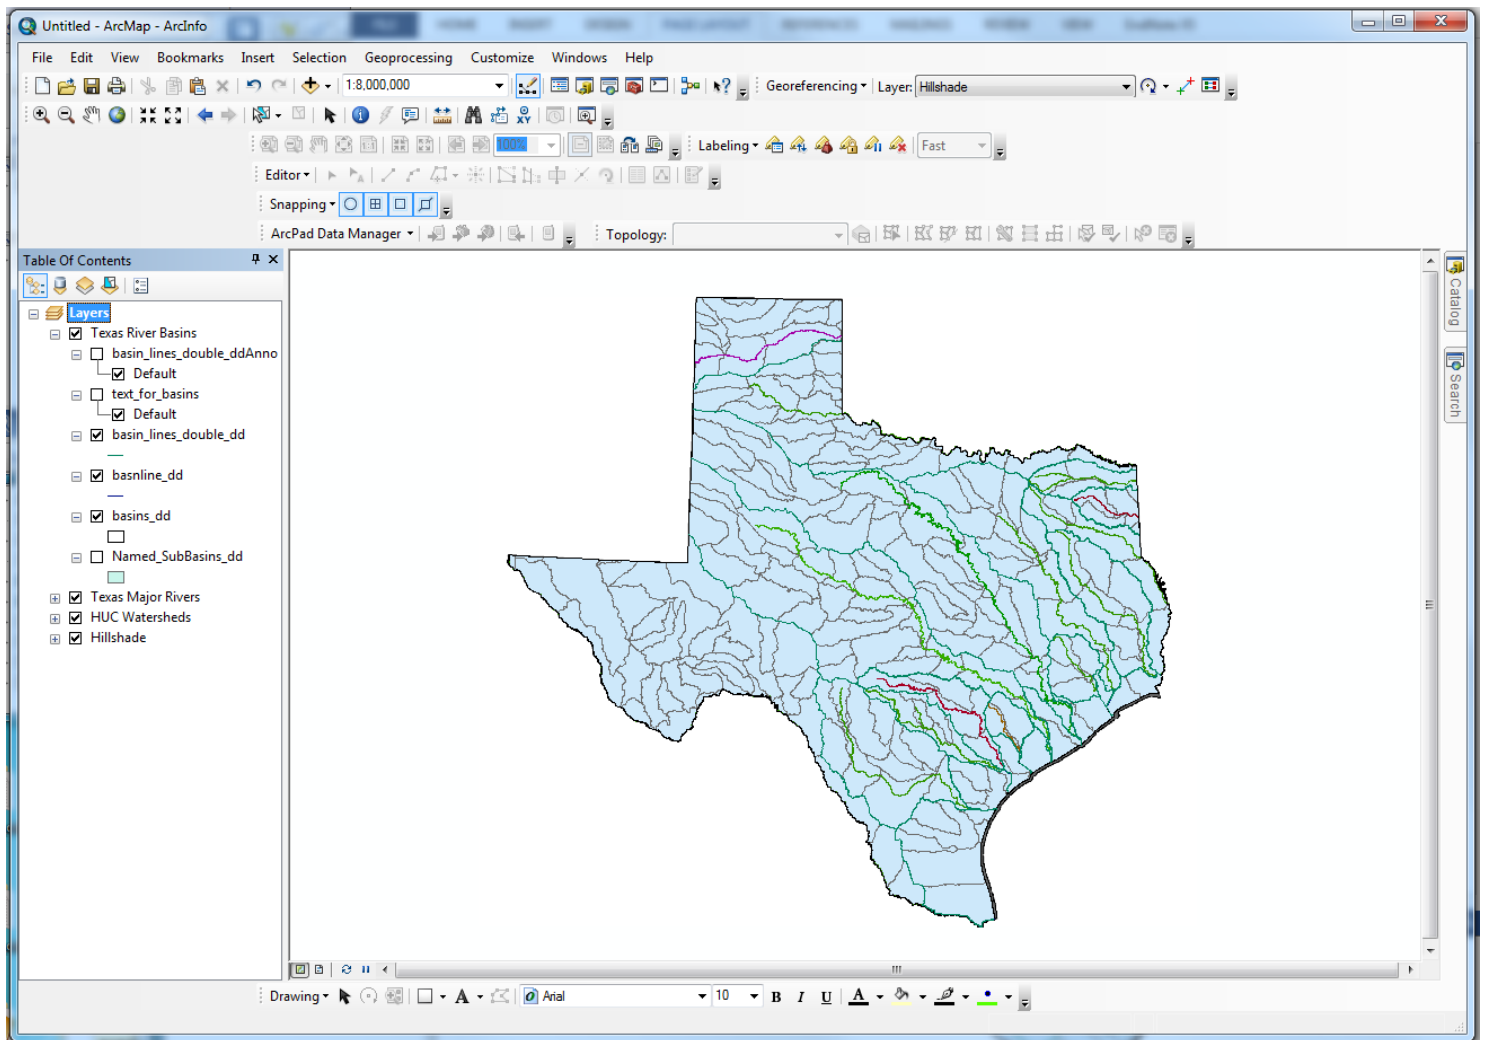 Untitled - ArcMap - ArcInfo
File Edit View Bookmarks Insert Selection Geoprocessing Customize Windows Help
1:8,000,000 Georeferencing Layer: Hillshade
100% Labeling Fast
Editor
Snapping
ArcPad Data Manager Topology:
Table Of Contents
Layers
Texas River Basins
basin_lines_double_ddAnno
Default
text_for_basins
Default
basin_lines_double_dd
basnline_dd
basins_dd
Named_SubBasins_dd
Texas Major Rivers
HUC Watersheds
Hillshade
Catalog
Search
Drawing A Arial 10 B I U A